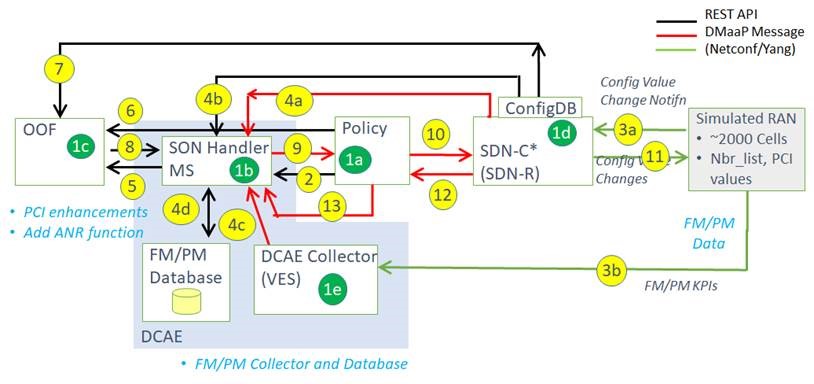 REST API
DMaaP Message
(Netconf/Yang)
7
4b
4a
Config Value
Change Notifn
ConfigDB
6
OOF
1c
8
5
SON Handler
MS
1b
9
2
Policy
1a
10
12
13
1d
SDN-C*
(SDN-R)
3a
11
Config Value
Changes
Simulated RAN
• ~2000 Cells
• Nbr_list, PCI
values
• PCI enhancements
• Add ANR function
4d
4c
FM/PM
Data
FM/PM
Database
DCAE Collector
(VES)
1e
3b
FM/PM KPIs
DCAE
• FM/PM Collector and Database